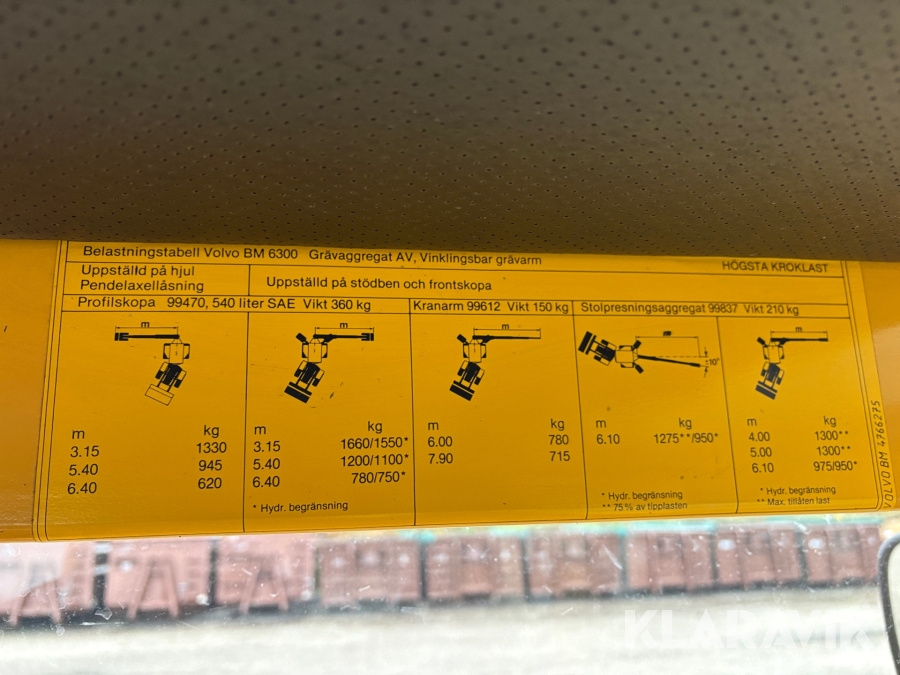 Belastningstabell Volvo BM 6300 Grävaggregat AV, Vinklingsbar grävarm
HÖGSTA KROKLAST
Uppställd på hjul
Pendelaxellåsning
Uppställd på stödben och frontskopa
Profilskopa 99470, 540 liter SAE Vikt 360 kg
Kranarm 99612 Vikt 150 kg
Stolpresningsaggregat 99837 Vikt 210 kg
m
m kg
3.15 1330
5.40 945
6.40 620
m
m kg
3.15 1660/1550*
5.40 1200/1100*
6.40 780/750*
* Hydr. begränsning
m
kg
6.00 780
7.90 715
m
±10°
m kg
6.10 1275**/950*
* Hydr. begränsning
** 75% av tipplasten
m
m kg
4.00 1300**
5.00 1300**
6.10 975/950*
* Hydr. begränsning
** Max. tillåten last
VOLVO BM 4766275
KLARAVIK